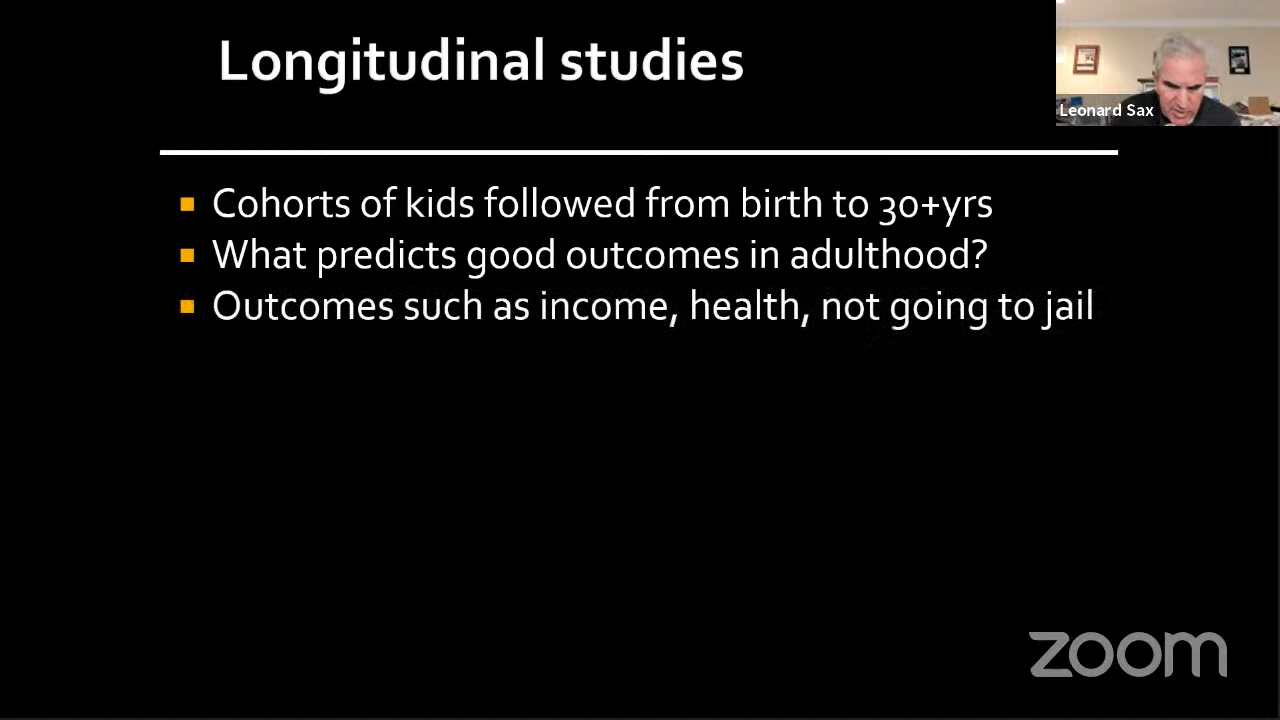 Longitudinal studies
Leonard Sax
Cohorts of kids followed from birth to 30+yrs
What predicts good outcomes in adulthood?
Outcomes such as income, health, not going to jail
zoom